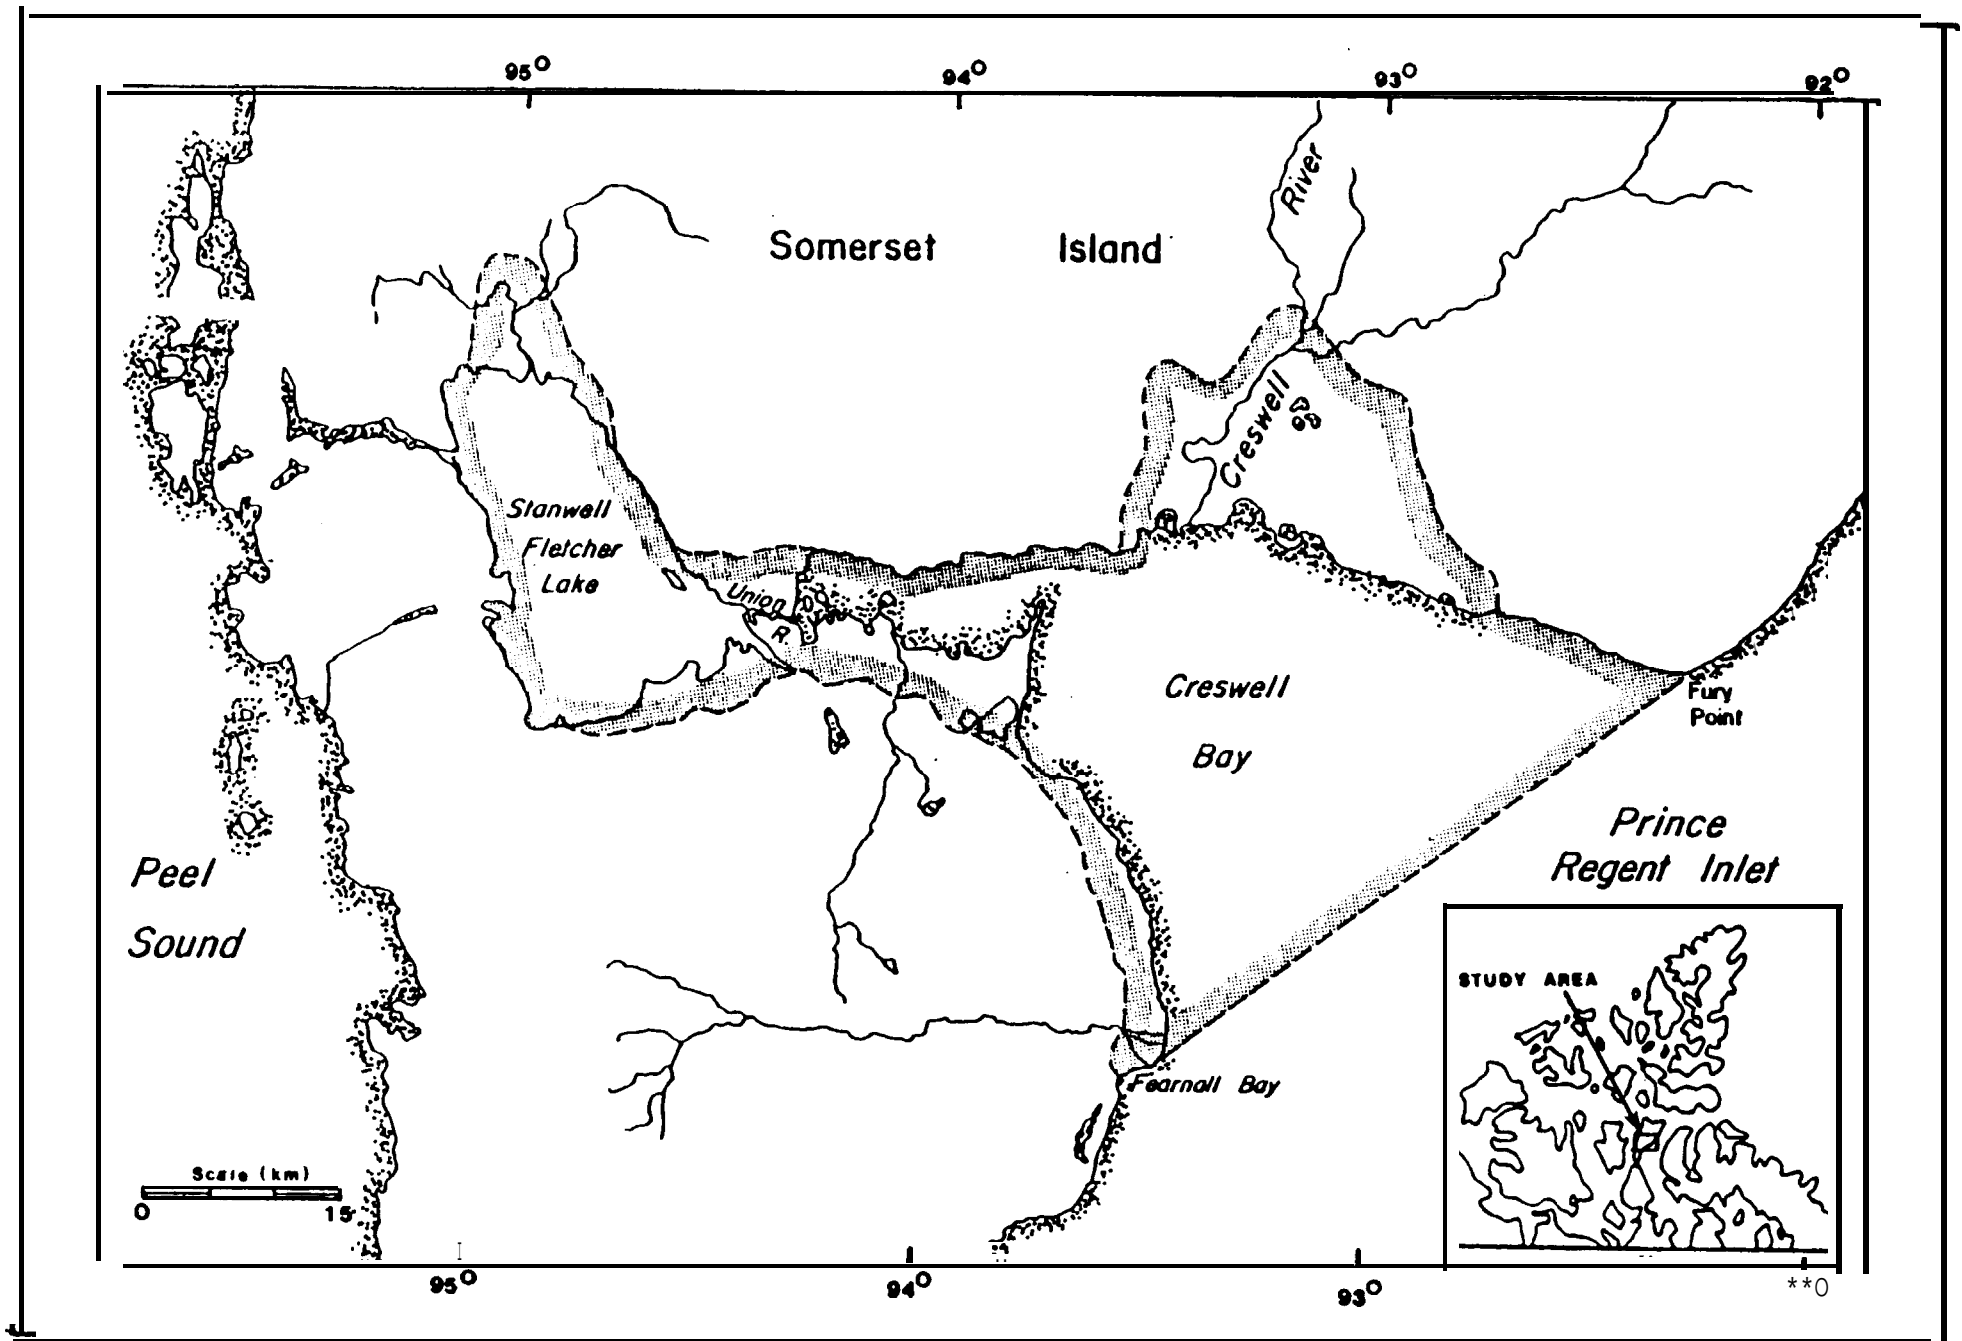 95° 94° 93° 92°
River
Somerset Island
Creswell
Stanwell
Fletcher
Lake
Union
R.
Creswell
Bay
Fury
Point
Prince
Regent Inlet
Peel
Sound
STUDY AREA
Fearnall Bay
Scale (km)
0 15
95° 94° 93° **0